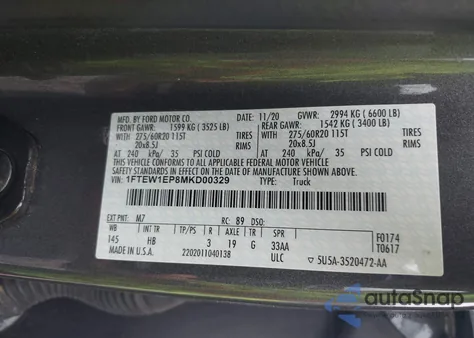 MFD. BY FORD MOTOR CO. 11/20 GVWR: 2994 KG (6600 LB)
FRONT GAWR: 1599 KG (3525 LB) REAR GAWR: 1542 KG (3400 LB)
WITH 275/60R20 115T TIRES WITH 275/60R20 115T TIRES
20x8.5J RIMS 20x8.5J RIMS
AT 240 kPa/ 35 PSI COLD AT 240 kPa/ 35 PSI COLD
THIS VEHICLE CONFORMS TO ALL APPLICABLE FEDERAL MOTOR VEHICLE
SAFETY STANDARDS IN EFFECT ON THE DATE OF MANUFACTURE SHOWN ABOVE.
VIN: 1FTEW1EP8MKD00329 TYPE: Truck
EXT PNT: M7 RC: 89 DSO: F0174
WB INT TR TP/PS R AXLE TR SPR T0617
145 HB 3 19 G 33AA
MADE IN U.S.A. 2202011040138 ULC 5U5A-3520472-AA
autoSnap